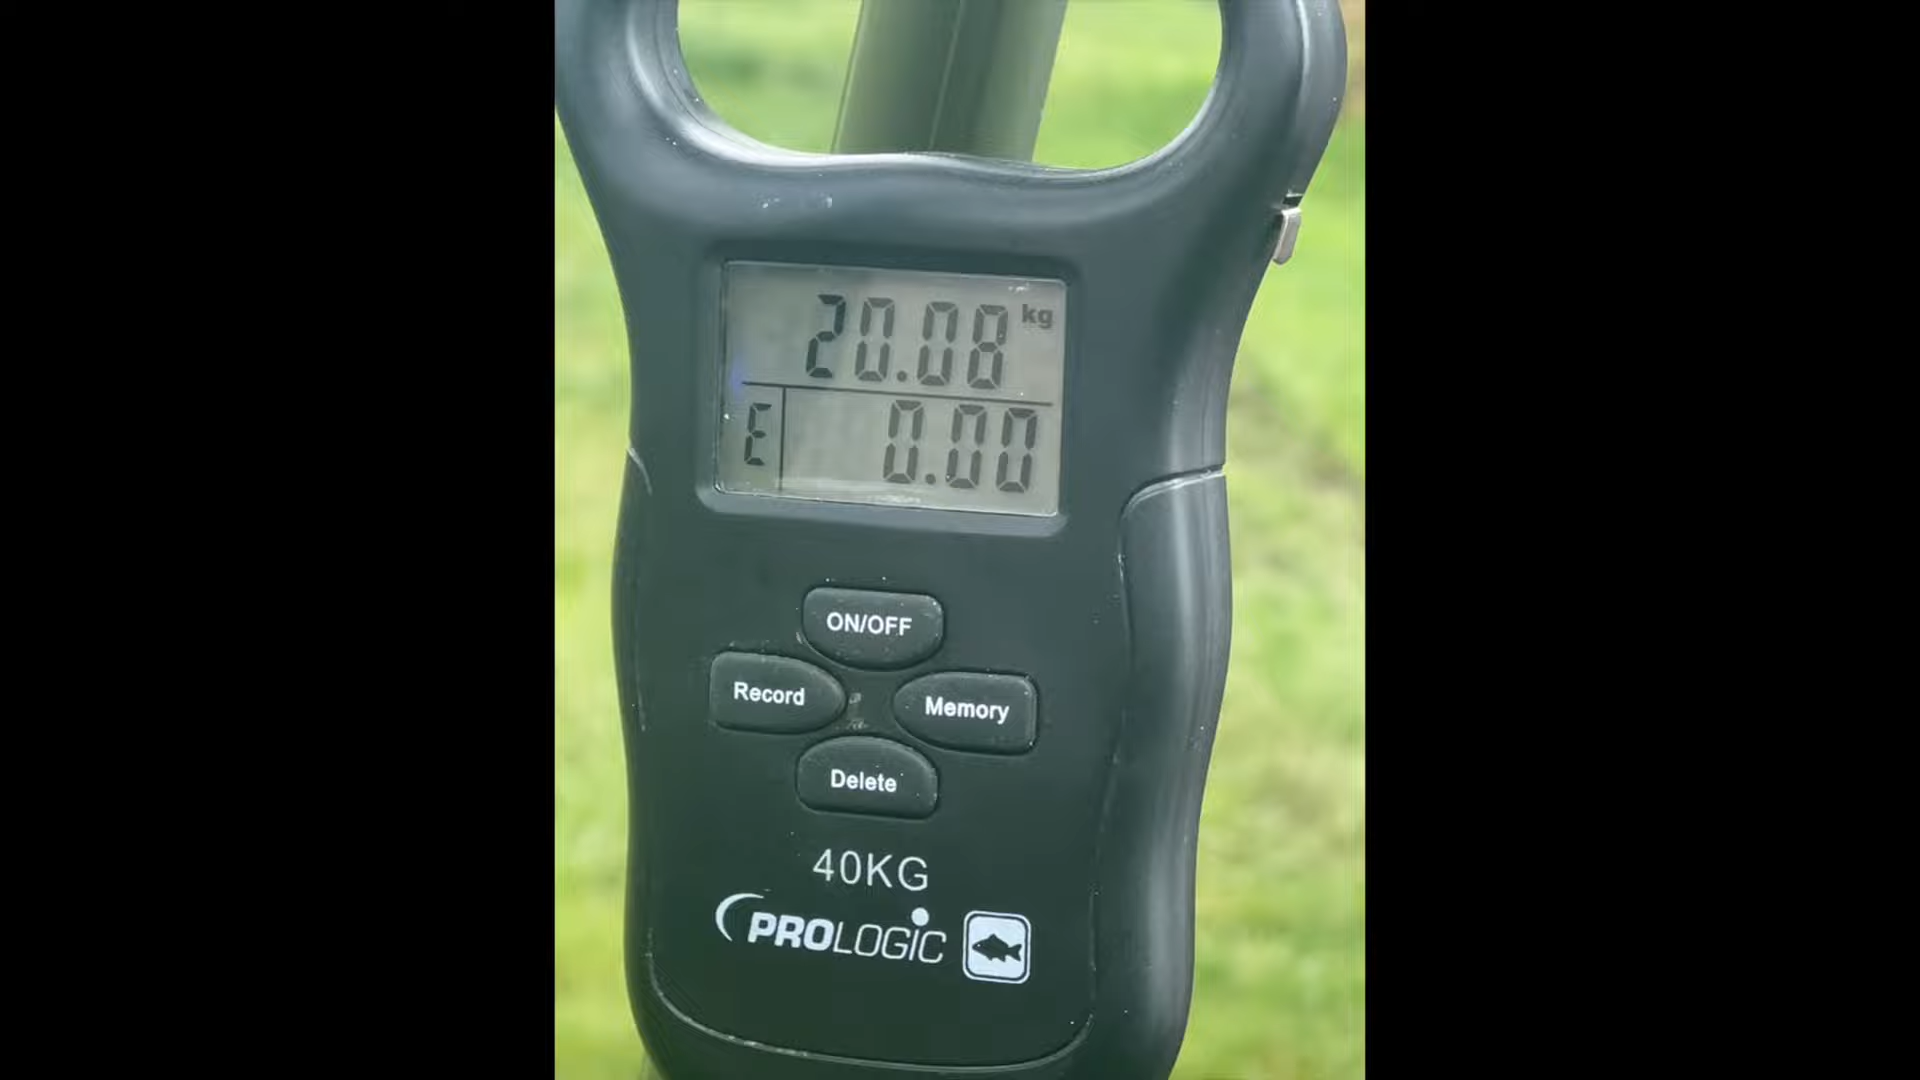 20.08 kg
E 0.00
ON/OFF
Record Memory
Delete
40KG
PROLOGIC